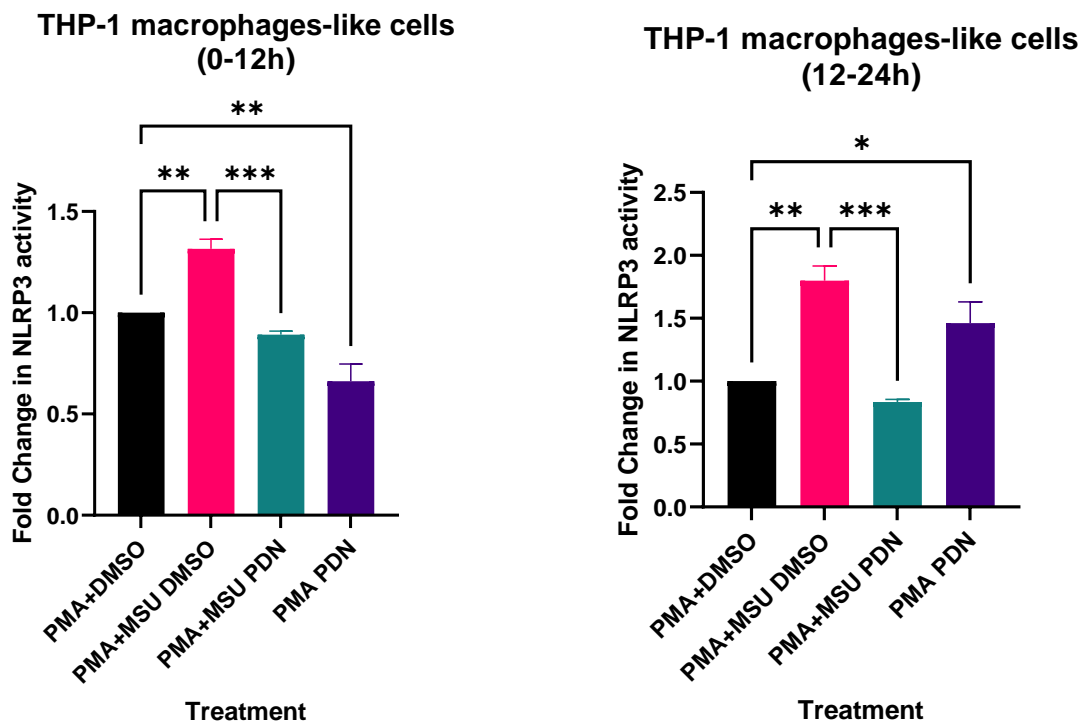 THP-1 macrophages-like cells
(0-12h)
**
** ***
Fold Change in NLRP3 activity
1.5
1.0
0.5
0.0
PMA+DMSO
PMA+MSU DMSO
PMA+MSU PDN
PMA PDN
Treatment
THP-1 macrophages-like cells
(12-24h)
*
** ***
Fold Change in NLRP3 activity
2.5
2.0
1.5
1.0
0.5
0.0
PMA+DMSO
PMA+MSU DMSO
PMA+MSU PDN
PMA PDN
Treatment